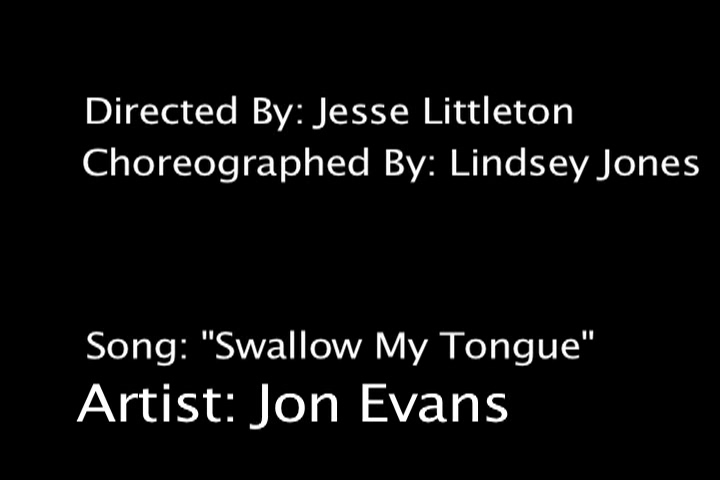 Directed By: Jesse Littleton
Choreographed By: Lindsey Jones
Song: "Swallow My Tongue"
Artist: Jon Evans